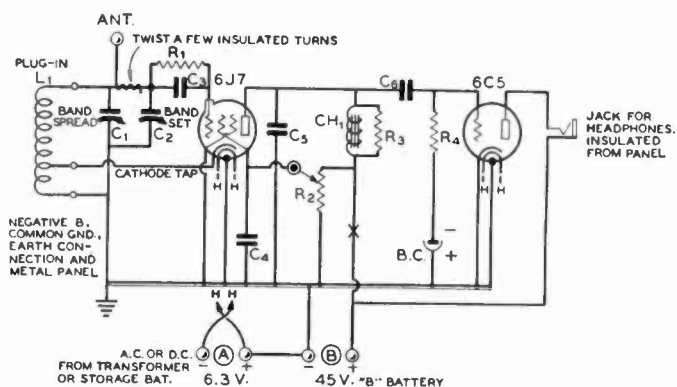 ANT.
TWIST A FEW INSULATED TURNS
PLUG-IN
L1
R1
C3
6J7
C6
6C5
BAND SPREAD
C1
BAND SET
C2
C5
CH1
R3
R4
JACK FOR
HEADPHONES.
INSULATED
FROM PANEL
CATHODE TAP
H H
R2
H H
NEGATIVE B,
COMMON GND.,
EARTH CON-
NECTION AND
METAL PANEL
C4
X
B.C.
-
+
H H
A.C. OR D.C.
FROM TRANSFORMER
OR STORAGE BAT.
- A +
6.3 V.
- B +
45 V. "B" BATTERY